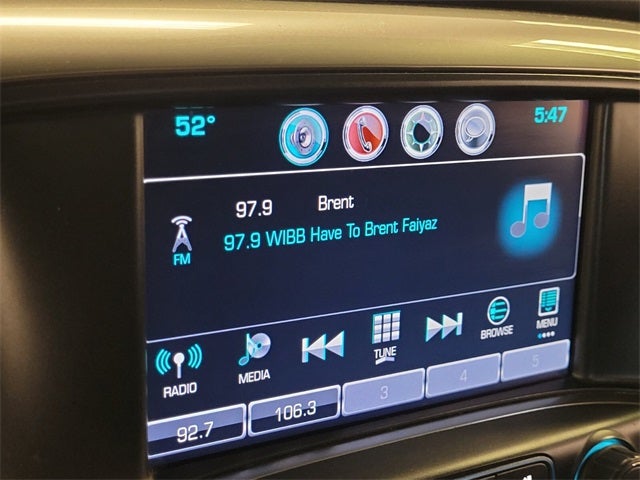 52° 5:47
97.9 Brent
97.9 WIBB Have To Brent Faiyaz
FM
RADIO MEDIA TUNE BROWSE MENU
92.7 106.3 3 4 5